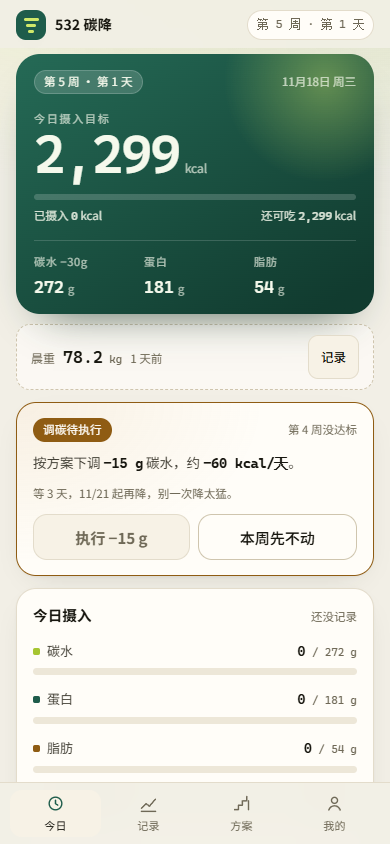 532 碳降
第 5 周 · 第 1 天
第 5 周 · 第 1 天
11月18日 周三
今日摄入目标
2,299 kcal
已摄入 0 kcal
还可吃 2,299 kcal
碳水 −30g
蛋白
脂肪
272 g
181 g
54 g
晨重 78.2 kg 1 天前
记录
调碳待执行
第 4 周没达标
按方案下调 −15 g 碳水，约 −60 kcal/天。
等 3 天，11/21 起再降，别一次降太猛。
执行 −15 g
本周先不动
今日摄入
还没记录
碳水
0 / 272 g
蛋白
0 / 181 g
脂肪
0 / 54 g
今日
记录
方案
我的